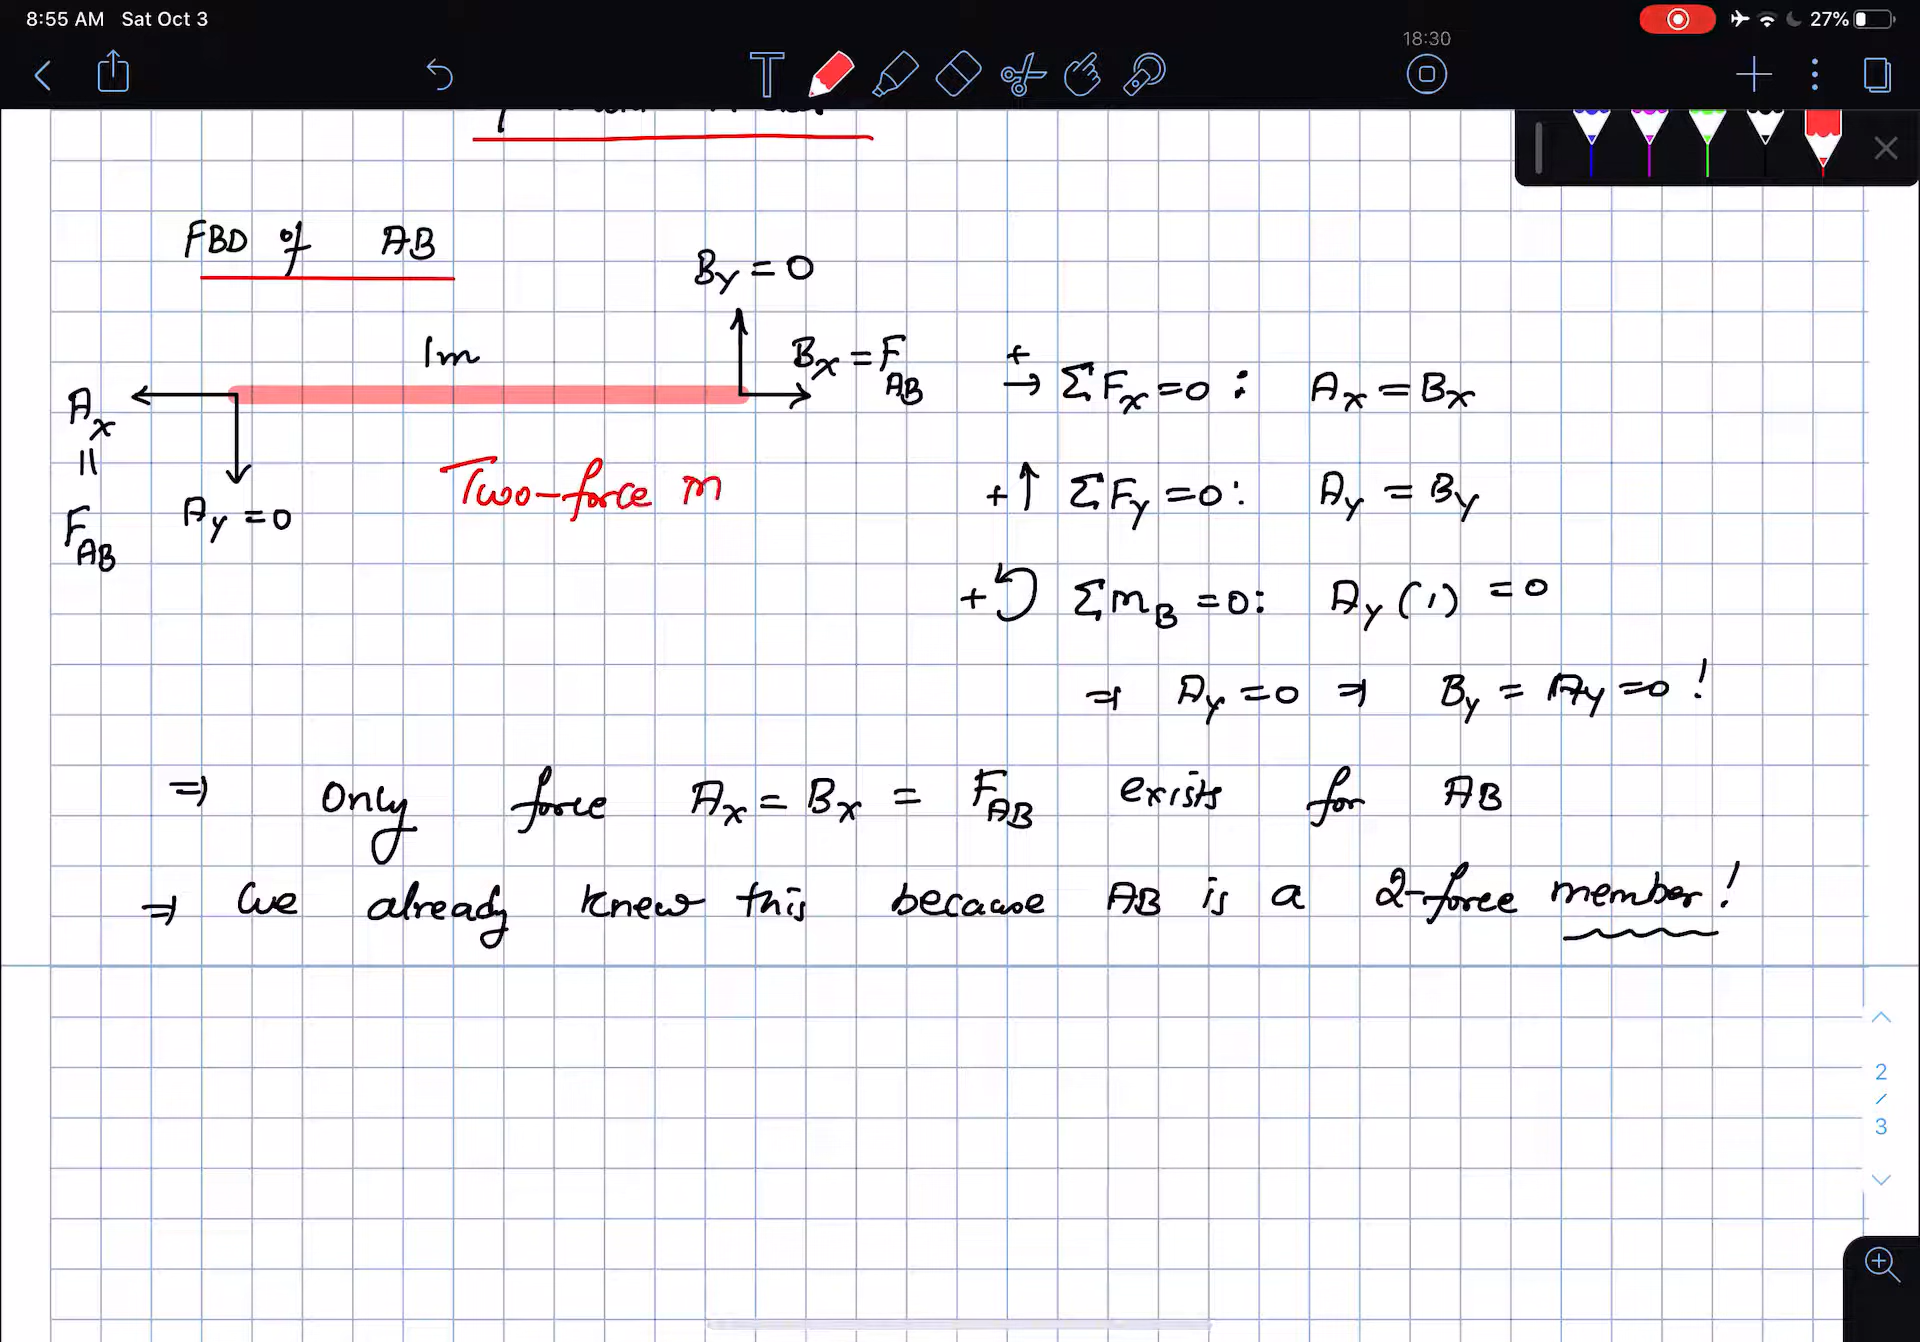 8:55 AM Sat Oct 3
27%
18:30
FBD of AB
By = 0
1m
Bx = F AB
Ax = F AB
Ay = 0
Two-force m
+ → ΣFx = 0 : Ax = Bx
+↑ ΣFy = 0 : Ay = By
+↺ ΣmB = 0 : Ay (1) = 0
⇒ Ay = 0 ⇒ By = Ay = 0 !
⇒ Only force Ax = Bx = F AB exists for AB
⇒ we already knew this because AB is a 2-force member!
2
/
3